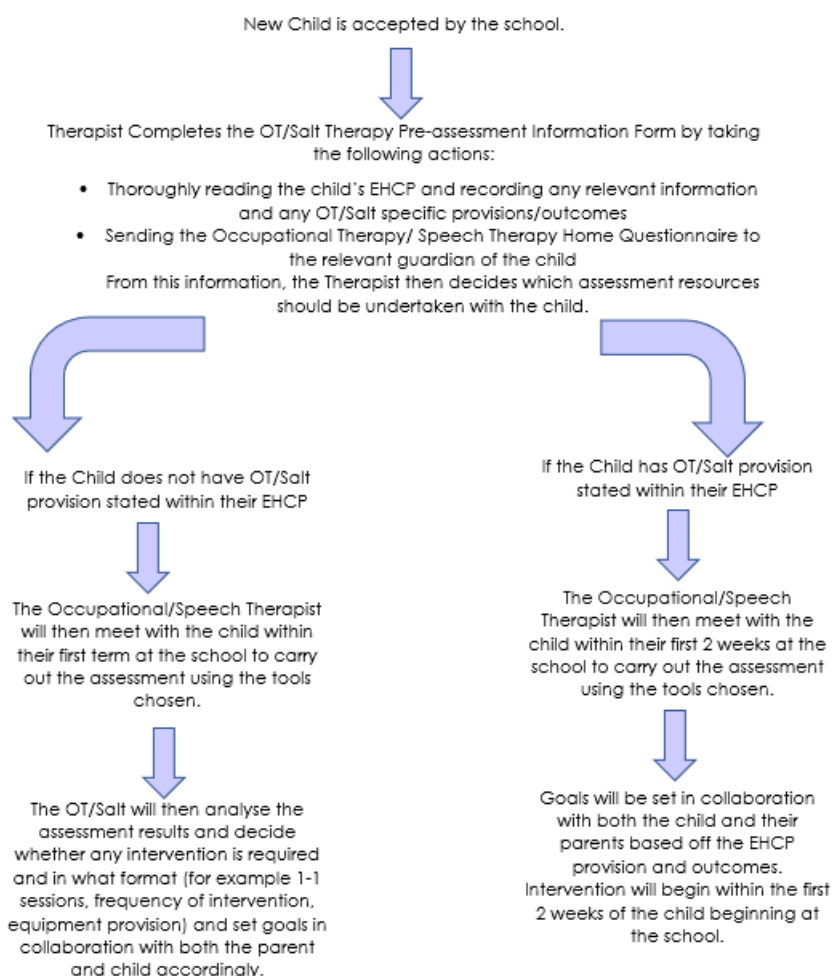 New Child is accepted by the school.
Therapist Completes the OT/Salt Therapy Pre-assessment Information Form by taking
the following actions:
• Thoroughly reading the child's EHCP and recording any relevant information
and any OT/Salt specific provisions/outcomes
• Sending the Occupational Therapy/ Speech Therapy Home Questionnaire to
the relevant guardian of the child
From this information, the Therapist then decides which assessment resources
should be undertaken with the child.
If the Child does not have OT/Salt
provision stated within their EHCP
The Occupational/Speech Therapist
will then meet with the child within
their first term at the school to carry
out the assessment using the tools
chosen.
The OT/Salt will then analyse the
assessment results and decide
whether any intervention is required
and in what format (for example 1-1
sessions, frequency of intervention,
equipment provision) and set goals in
collaboration with both the parent
and child accordingly.
If the Child has OT/Salt provision
stated within their EHCP
The Occupational/Speech
Therapist will then meet with the
child within their first 2 weeks at the
school to carry out the assessment
using the tools chosen.
Goals will be set in collaboration
with both the child and their
parents based off the EHCP
provision and outcomes.
Intervention will begin within the first
2 weeks of the child beginning at
the school.